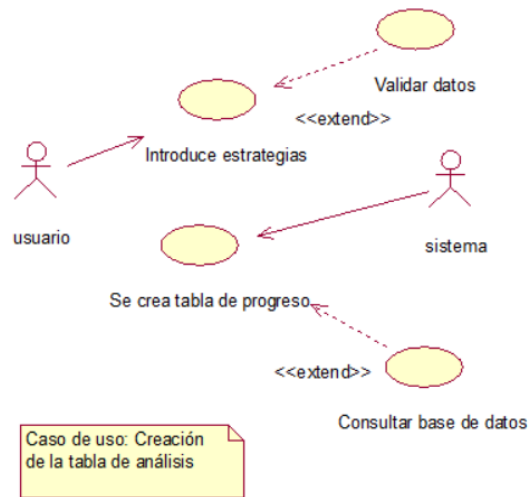 Validar datos
<<extend>>
Introduce estrategias
usuario
sistema
Se crea tabla de progreso
<<extend>>
Consultar base de datos
Caso de uso: Creación
de la tabla de análisis